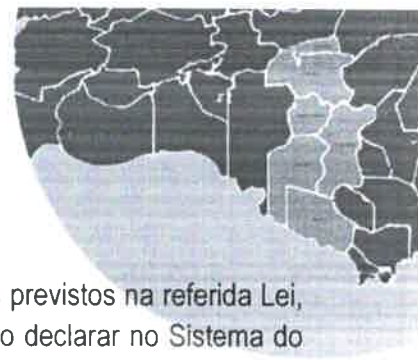 previstos na referida Lei,
o declarar no Sistema do